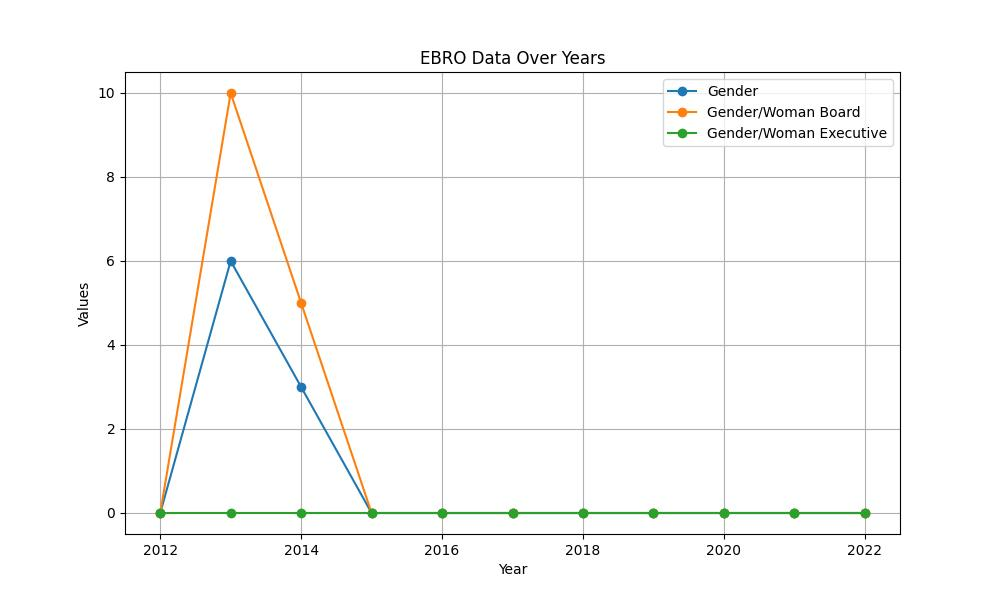 EBRO Data Over Years
Gender
Gender/Woman Board
Gender/Woman Executive
10
8
6
4
2
0
Values
2012 2014 2016 2018 2020 2022
Year